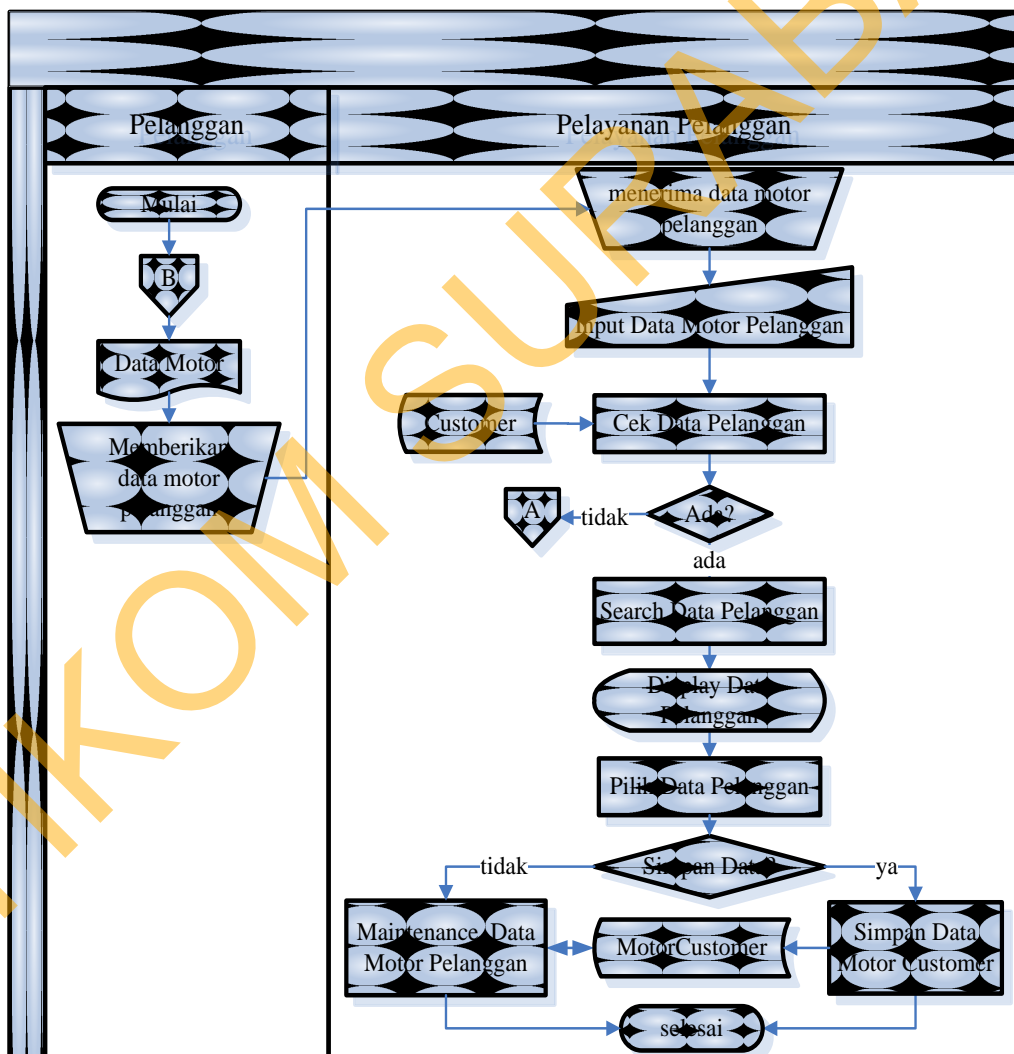 Pelanggan
Pelayanan Pelanggan
Mulai
B
Data Motor
Memberikan
data motor
pelanggan
menerima data motor
pelanggan
Input Data Motor Pelanggan
Customer
Cek Data Pelanggan
A
tidak
Ada?
ada
Search Data Pelanggan
Display Data
Pelanggan
Pilih Data Pelanggan
tidak
Simpan Data?
ya
Maintenance Data
Motor Pelanggan
MotorCustomer
Simpan Data
Motor Customer
selesai
IKOM SURAB